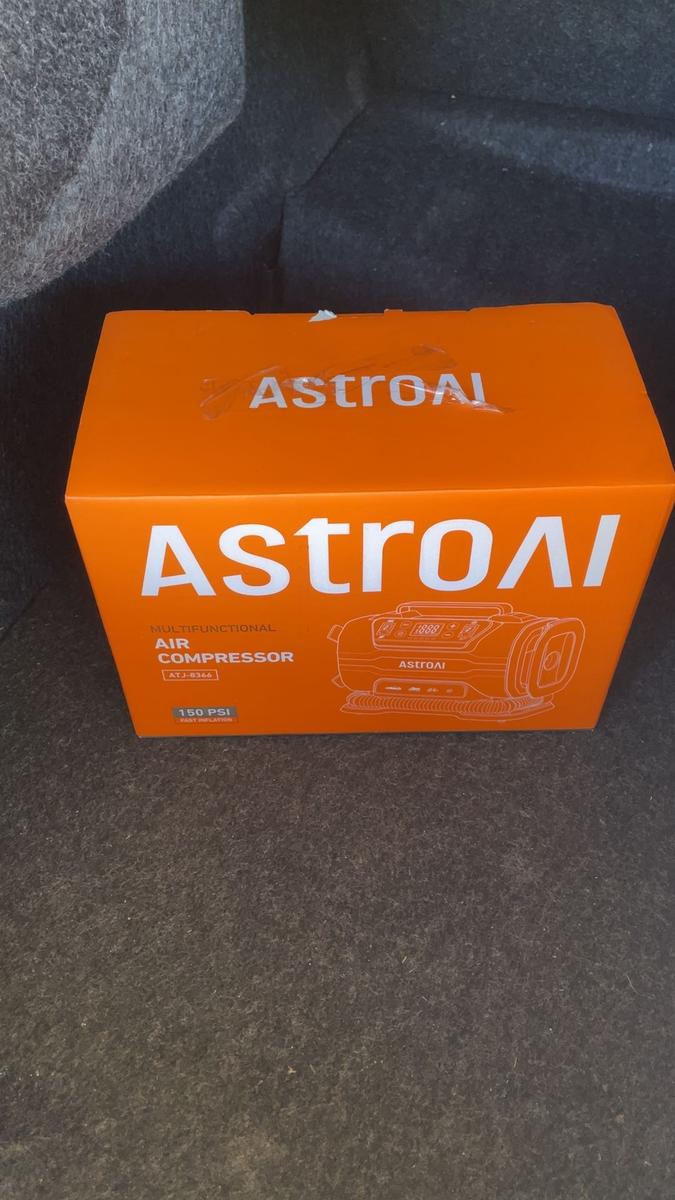 AstroAI
AstroAI
MULTIFUNCTIONAL
AIR
COMPRESSOR
ATJ-8366
150 PSI
FAST INFLATION
AstroAI